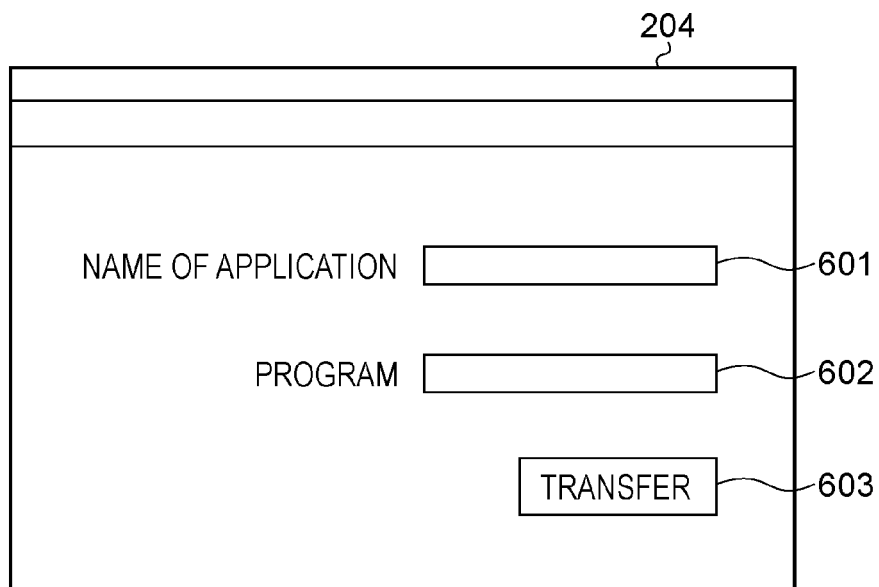 204
NAME OF APPLICATION 601
PROGRAM 602
TRANSFER 603